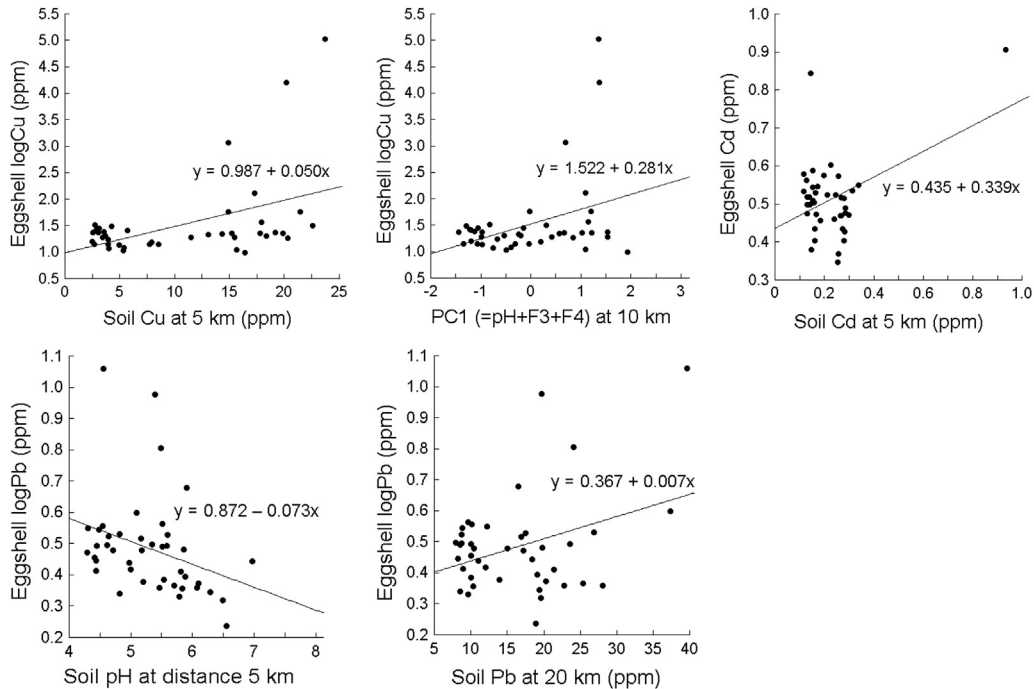 5.5
5.0
4.5
4.0
3.5
3.0
2.5
2.0
1.5
1.0
0.5
Eggshell logCu (ppm)
y = 0.987 + 0.050x
0 5 10 15 20 25
Soil Cu at 5 km (ppm)
5.5
5.0
4.5
4.0
3.5
3.0
2.5
2.0
1.5
1.0
0.5
Eggshell logCu (ppm)
y = 1.522 + 0.281x
-2 -1 0 1 2 3
PC1 (=pH+F3+F4) at 10 km
1.0
0.9
0.8
0.7
0.6
0.5
0.4
0.3
Eggshell Cd (ppm)
y = 0.435 + 0.339x
0 0.2 0.4 0.6 0.8 1.0
Soil Cd at 5 km (ppm)
1.1
1.0
0.9
0.8
0.7
0.6
0.5
0.4
0.3
0.2
Eggshell logPb (ppm)
y = 0.872 – 0.073x
4 5 6 7 8
Soil pH at distance 5 km
1.1
1.0
0.9
0.8
0.7
0.6
0.5
0.4
0.3
0.2
Eggshell logPb (ppm)
y = 0.367 + 0.007x
5 10 15 20 25 30 35 40
Soil Pb at 20 km (ppm)